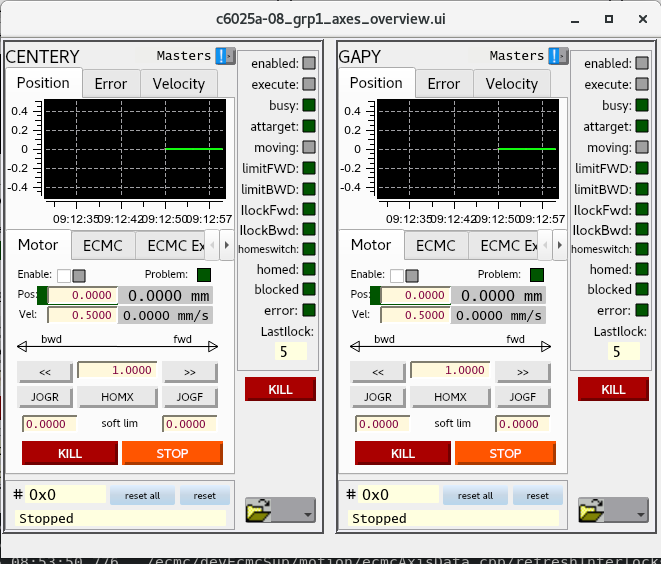 c6025a-08_grp1_axes_overview.ui
CENTERY
Masters
Position
Error
Velocity
0.4
0.2
0
-0.2
-0.4
09:12:35
09:12:42
09:12:50
09:12:57
Motor
ECMC
ECMC Ex
Enable:
Problem:
Pos:
0.0000
0.0000 mm
Vel:
0.5000
0.0000 mm/s
bwd
fwd
<<
1.0000
>>
JOGR
HOMX
JOGF
0.0000
soft lim
0.0000
KILL
STOP
# 0x0
reset all
reset
Stopped
enabled:
execute:
busy:
attarget:
moving:
limitFWD:
limitBWD:
IlockFwd:
IlockBwd:
homeswitch:
homed:
blocked
error:
LastIlock:
5
KILL
GAPY
Masters
Position
Error
Velocity
0.4
0.2
0
-0.2
-0.4
09:12:35
09:12:42
09:12:50
09:12:57
Motor
ECMC
ECMC Ex
Enable:
Problem:
Pos:
0.0000
0.0000 mm
Vel:
0.5000
0.0000 mm/s
bwd
fwd
<<
1.0000
>>
JOGR
HOMX
JOGF
0.0000
soft lim
0.0000
KILL
STOP
# 0x0
reset all
reset
Stopped
enabled:
execute:
busy:
attarget:
moving:
limitFWD:
limitBWD:
IlockFwd:
IlockBwd:
homeswitch:
homed:
blocked
error:
LastIlock:
5
KILL
08:53:50.776 ../ecmc/devEcmcSup/motion/ecmcAxisData.cpp/refreshInterlock